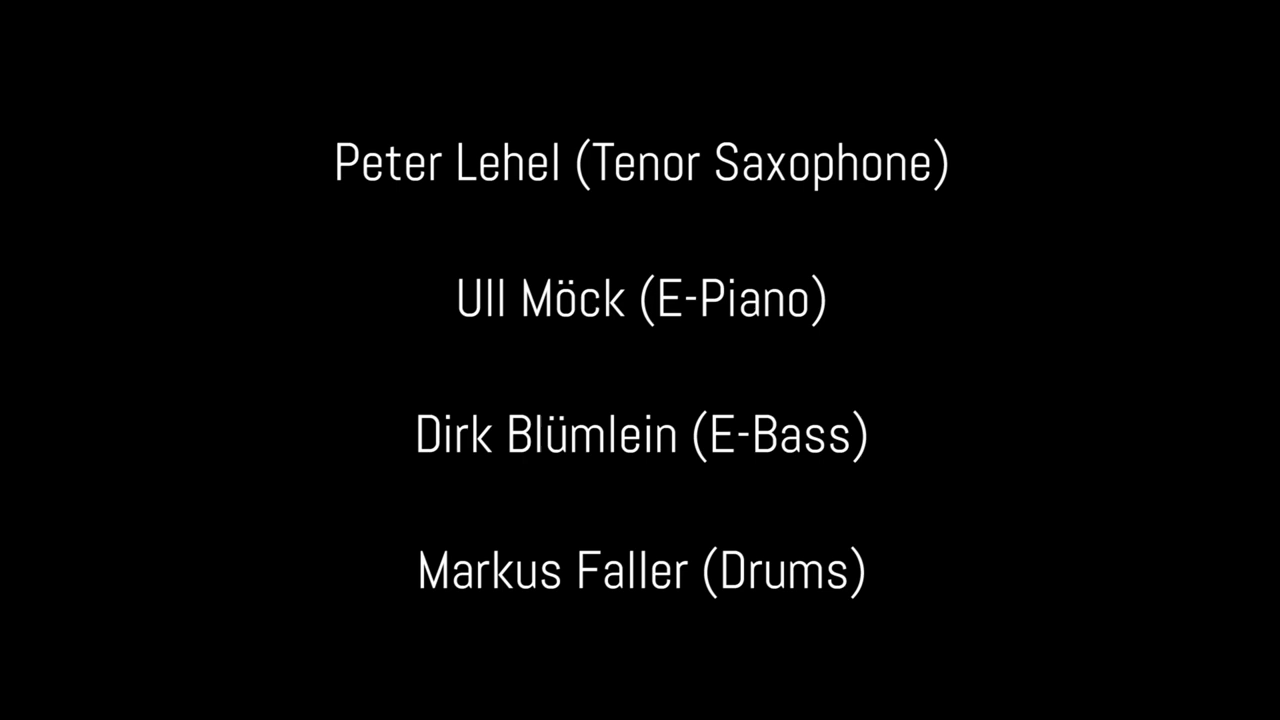 Peter Lehel (Tenor Saxophone)
Ull Möck (E-Piano)
Dirk Blümlein (E-Bass)
Markus Faller (Drums)